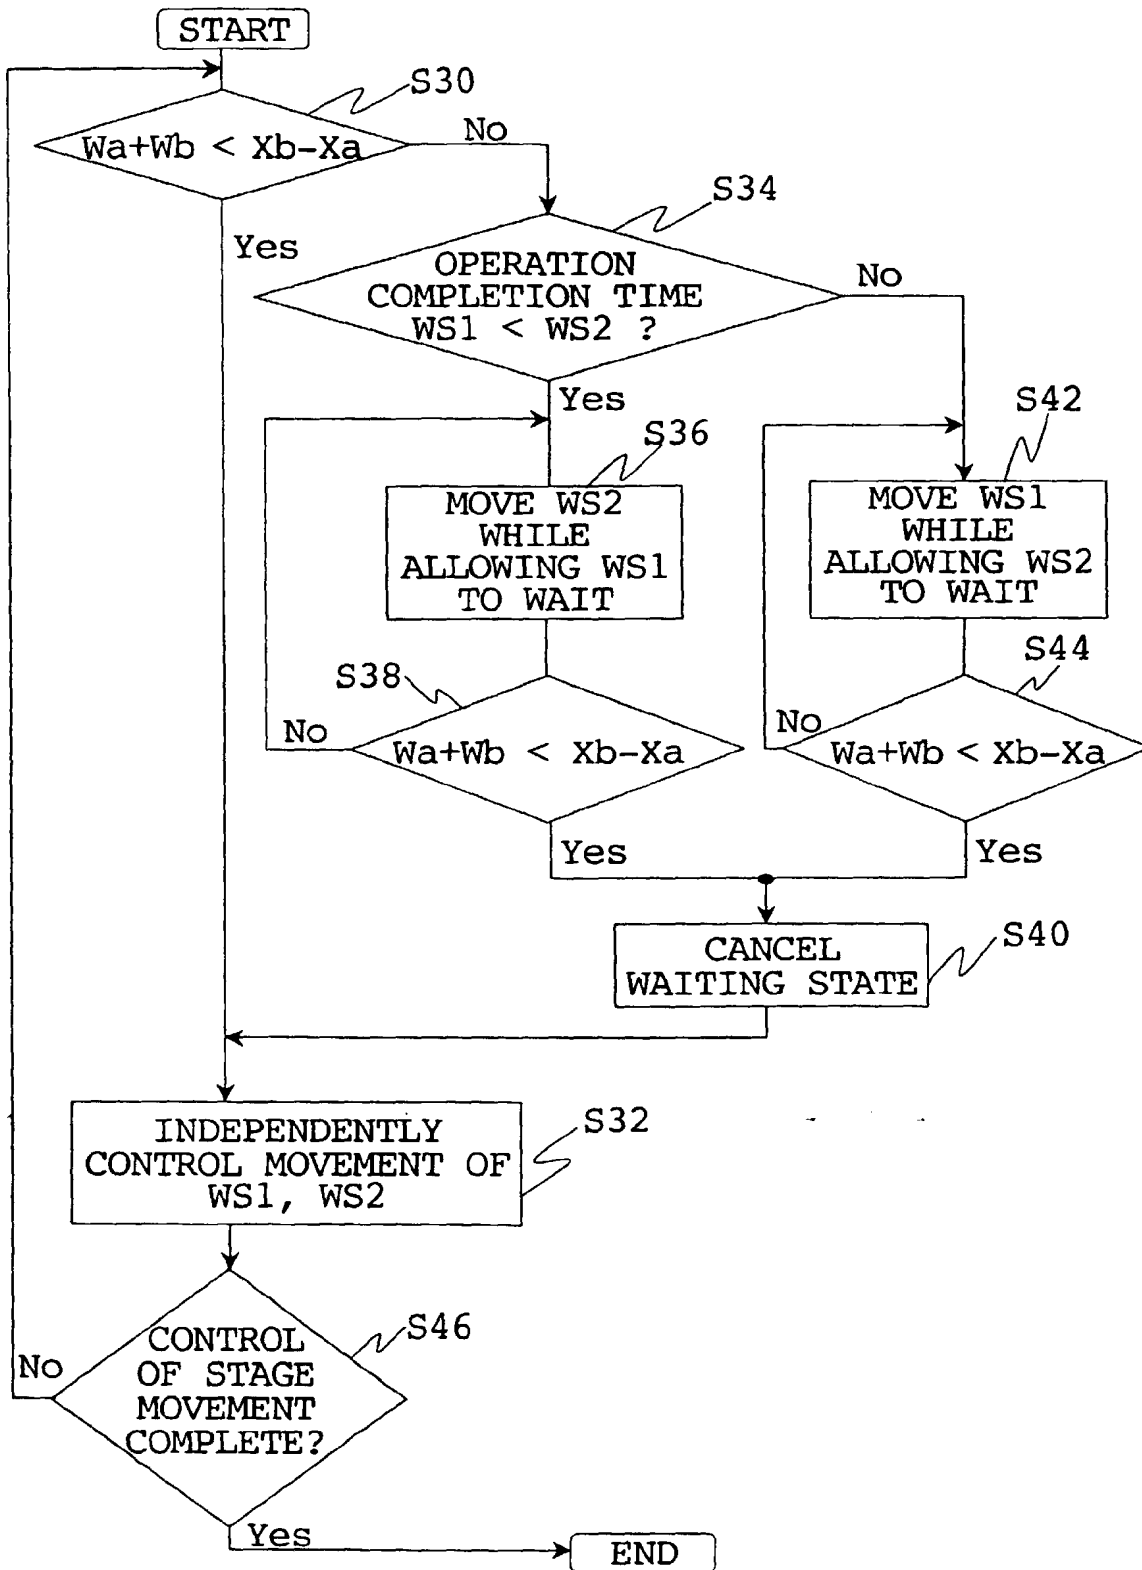 START
S30
Wa+Wb < Xb-Xa
No
Yes
S34
OPERATION
COMPLETION TIME
WS1 < WS2 ?
No
Yes
S36
MOVE WS2
WHILE
ALLOWING WS1
TO WAIT
S42
MOVE WS1
WHILE
ALLOWING WS2
TO WAIT
S38
No
Wa+Wb < Xb-Xa
Yes
S44
No
Wa+Wb < Xb-Xa
Yes
CANCEL
WAITING STATE
S40
INDEPENDENTLY
CONTROL MOVEMENT OF
WS1, WS2
S32
S46
No
CONTROL
OF STAGE
MOVEMENT
COMPLETE?
Yes
END